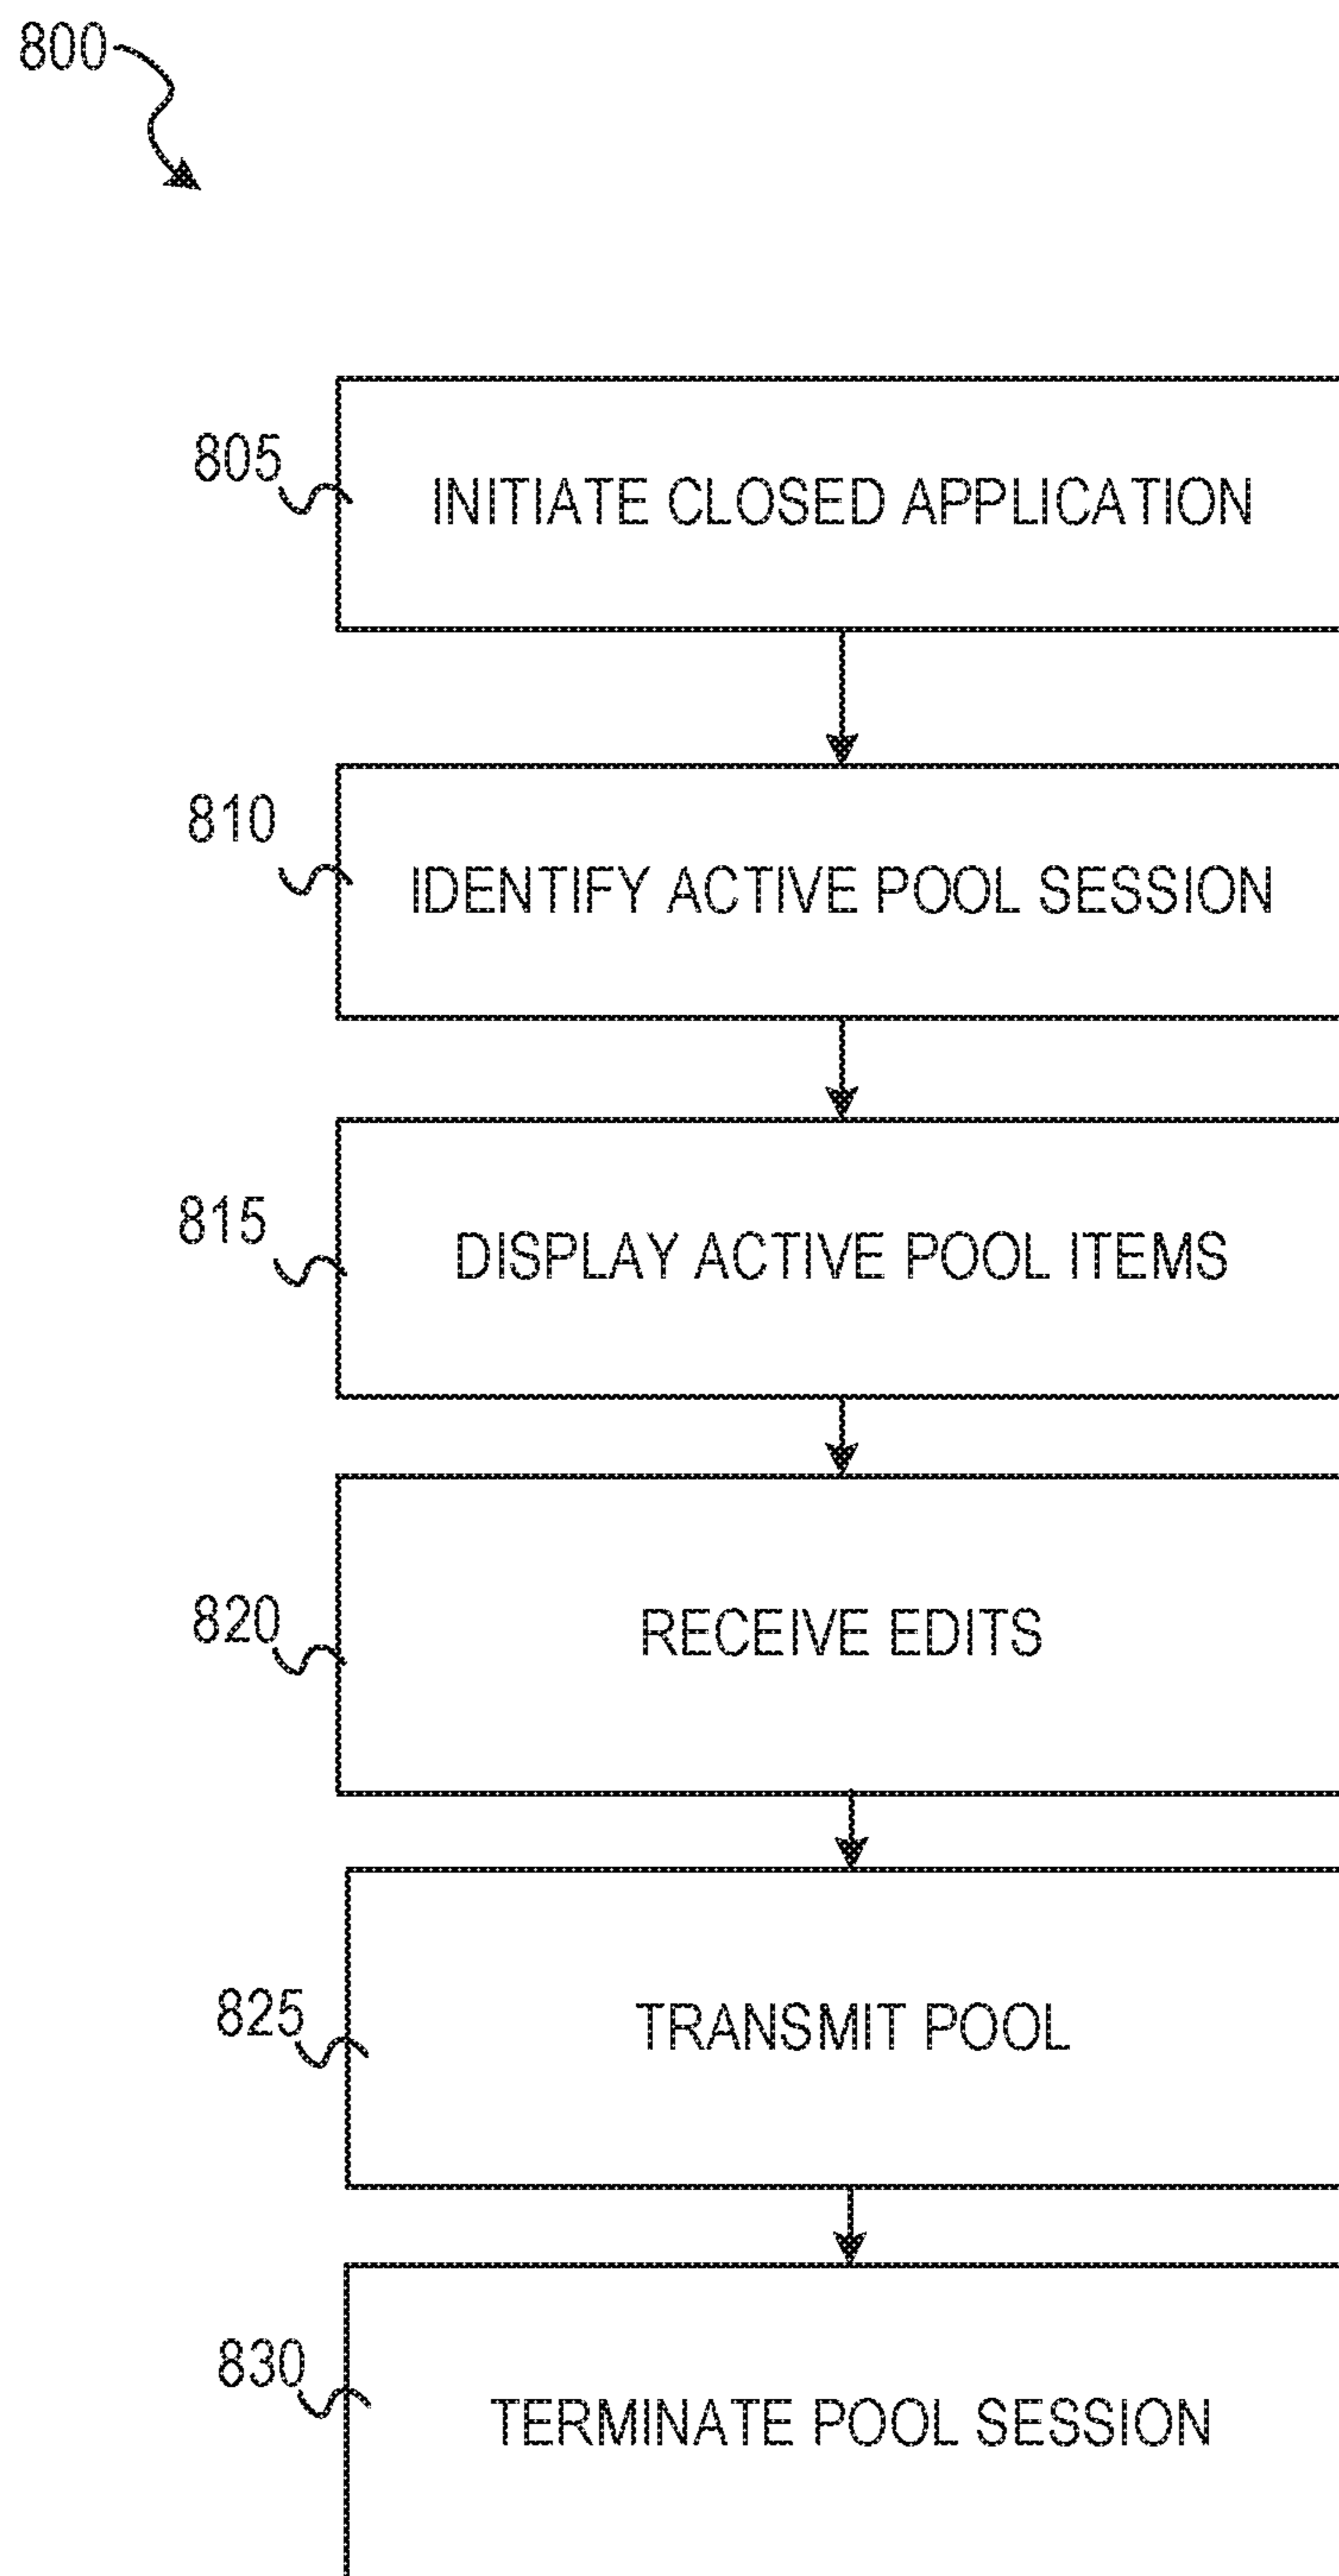 800
805
INITIATE CLOSED APPLICATION
810
IDENTIFY ACTIVE POOL SESSION
815
DISPLAY ACTIVE POOL ITEMS
820
RECEIVE EDITS
825
TRANSMIT POOL
830
TERMINATE POOL SESSION